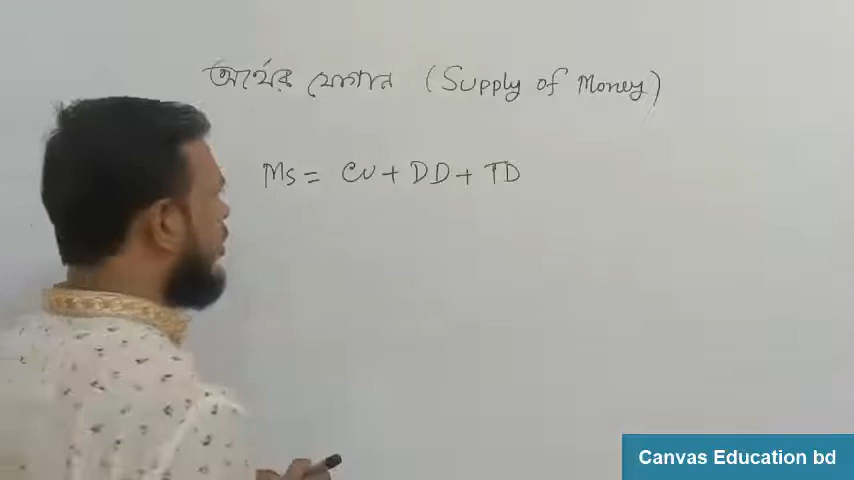 অর্থের যোগান (Supply of Money)
Ms = CU + DD + TD
Canvas Education bd